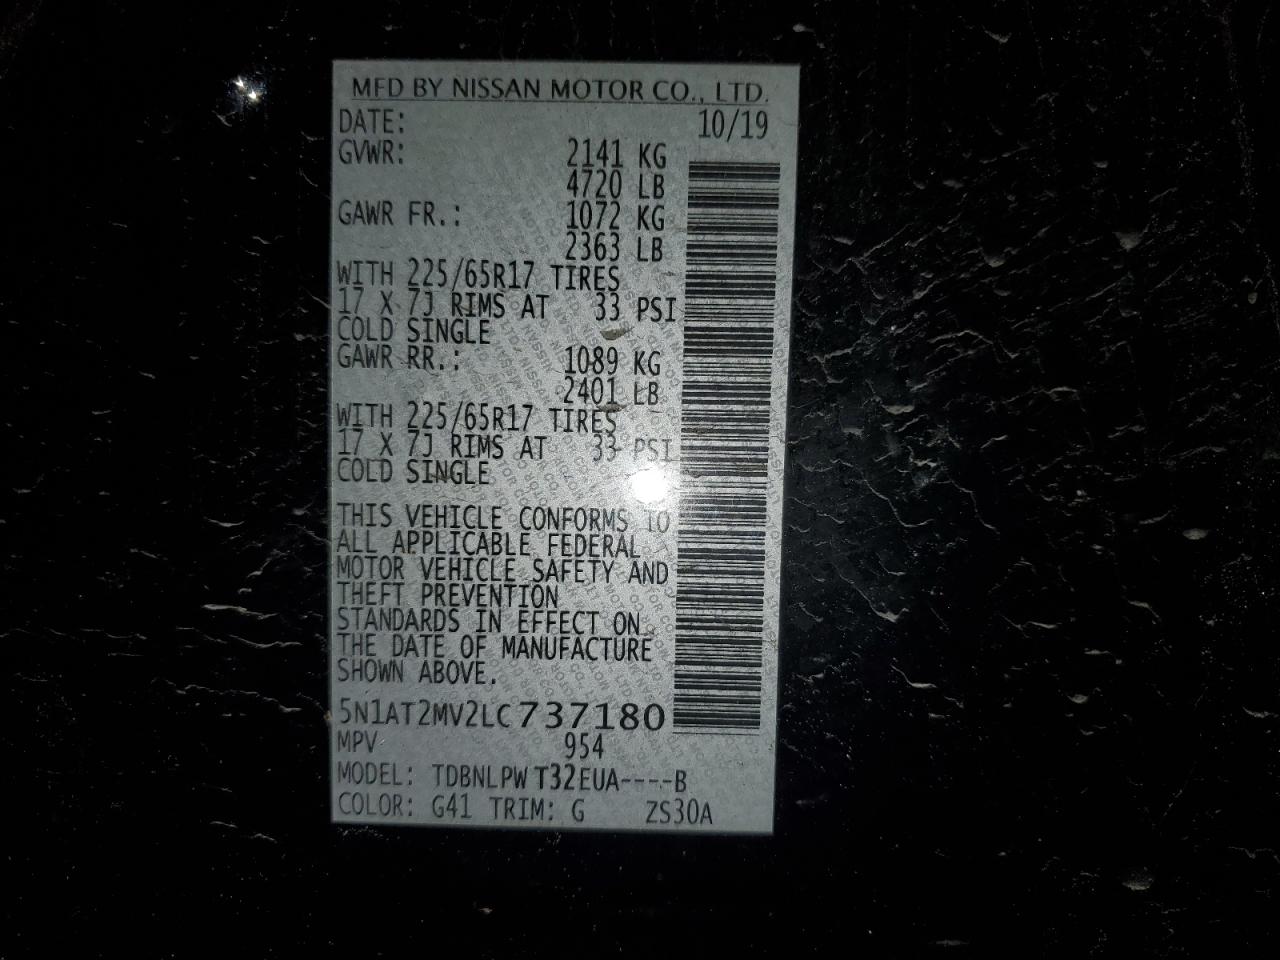 MFD BY NISSAN MOTOR CO., LTD.
DATE: 10/19
GVWR: 2141 KG
4720 LB
GAWR FR.: 1072 KG
2363 LB
WITH 225/65R17 TIRES
17 X 7J RIMS AT 33 PSI
COLD SINGLE
GAWR RR.: 1089 KG
2401 LB
WITH 225/65R17 TIRES
17 X 7J RIMS AT 33 PSI
COLD SINGLE
THIS VEHICLE CONFORMS TO
ALL APPLICABLE FEDERAL
MOTOR VEHICLE SAFETY AND
THEFT PREVENTION
STANDARDS IN EFFECT ON
THE DATE OF MANUFACTURE
SHOWN ABOVE.
5N1AT2MV2LC737180
MPV 954
MODEL: TDBNLPW T32EUA----B
COLOR: G41 TRIM: G ZS30A